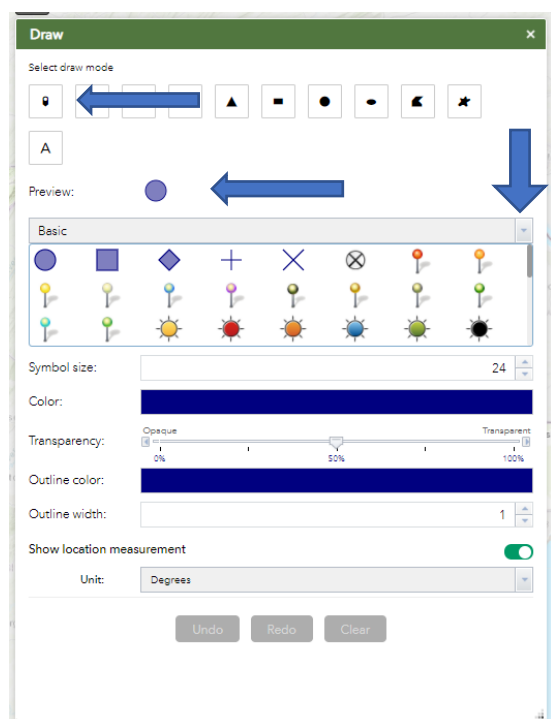 Draw ×
Select draw mode
A
Preview:
Basic
Symbol size: 24
Color:
Opaque Transparent
Transparency:
0% 50% 100%
Outline color:
Outline width: 1
Show location measurement
Unit: Degrees
Undo Redo Clear